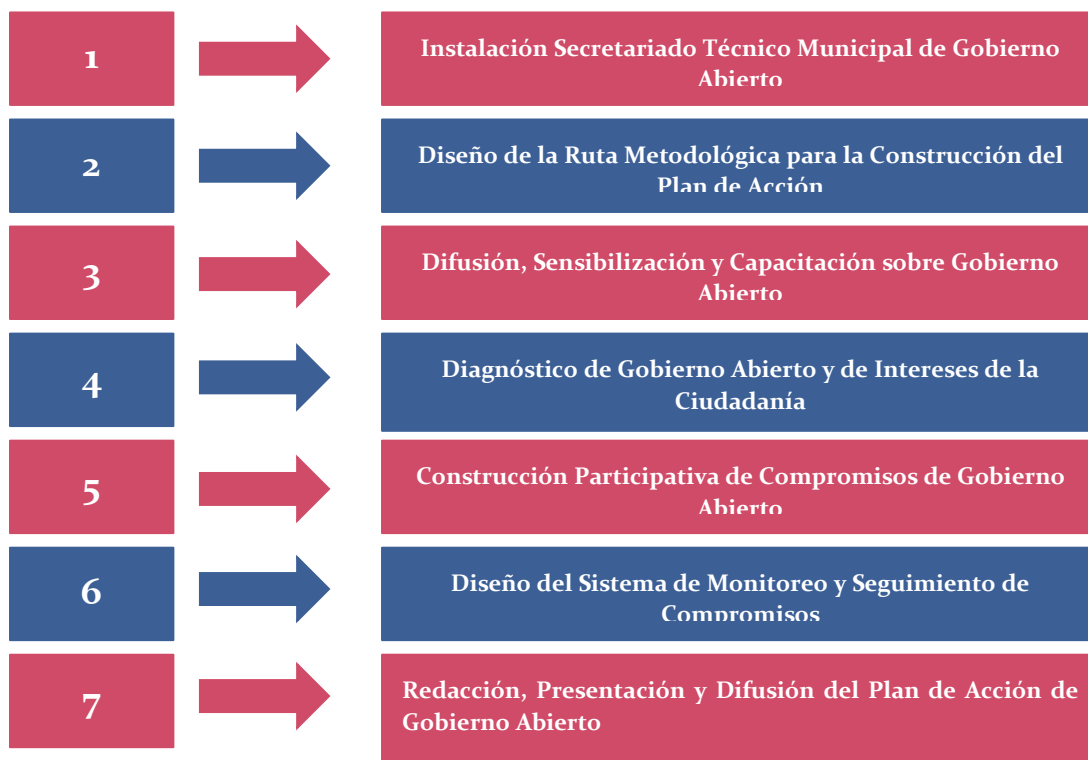 1
Instalación Secretariado Técnico Municipal de Gobierno
Abierto
2
Diseño de la Ruta Metodológica para la Construcción del
Plan de Acción
3
Difusión, Sensibilización y Capacitación sobre Gobierno
Abierto
4
Diagnóstico de Gobierno Abierto y de Intereses de la
Ciudadanía
5
Construcción Participativa de Compromisos de Gobierno
Abierto
6
Diseño del Sistema de Monitoreo y Seguimiento de
Compromisos
7
Redacción, Presentación y Difusión del Plan de Acción de
Gobierno Abierto